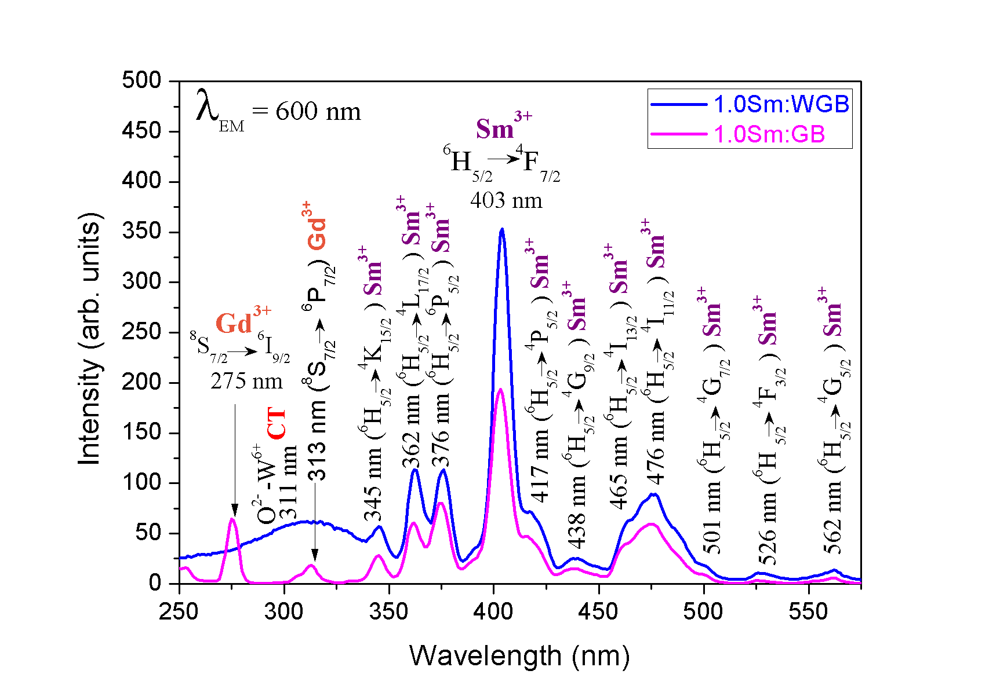 λEM = 600 nm
1.0Sm:WGB
1.0Sm:GB
Sm3+
6H5/2→4F7/2
403 nm
Gd3+
8S7/2→6I9/2
275 nm
O2- -W6+ CT
311 nm
313 nm (8S7/2→6P7/2) Gd3+
345 nm (6H5/2→4K15/2) Sm3+
362 nm (6H5/2→4L17/2) Sm3+
376 nm (6H5/2→6P5/2) Sm3+
417 nm (6H5/2→4P5/2) Sm3+
438 nm (6H5/2→4G9/2) Sm3+
465 nm (6H5/2→4I13/2) Sm3+
476 nm (6H5/2→4I11/2) Sm3+
501 nm (6H5/2→4G7/2) Sm3+
526 nm (6H5/2→4F3/2) Sm3+
562 nm (6H5/2→4G5/2) Sm3+
Intensity (arb. units)
500
450
400
350
300
250
200
150
100
50
0
250 300 350 400 450 500 550
Wavelength (nm)